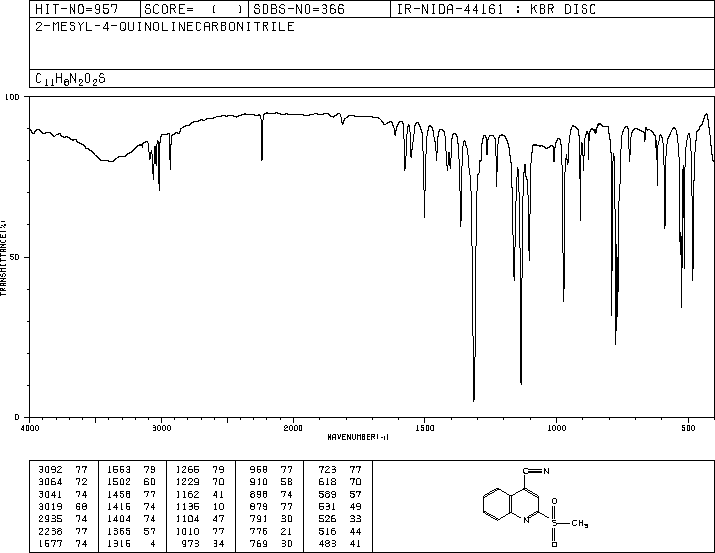 HIT-NO=957 SCORE= ( ) SDBS-NO=366 IR-NIDA-44161 : KBR DISC
2-MESYL-4-QUINOLINECARBONITRILE
C11H8N2O2S
100
50
0
TRANSMITTANCE(%)
4000 3000 2000 1500 1000 500
WAVENUMBER(-1)
3092 77 1553 79 1266 79 968 77 723 77
3064 72 1502 60 1229 70 910 58 618 70
3041 74 1458 77 1162 41 898 74 589 57
3019 68 1416 74 1135 10 879 77 531 49
2935 74 1404 74 1104 47 791 30 526 33
2238 77 1365 57 1010 77 776 21 516 44
1577 74 1315 4 973 34 769 30 483 41
C N
O
N S CH3
O